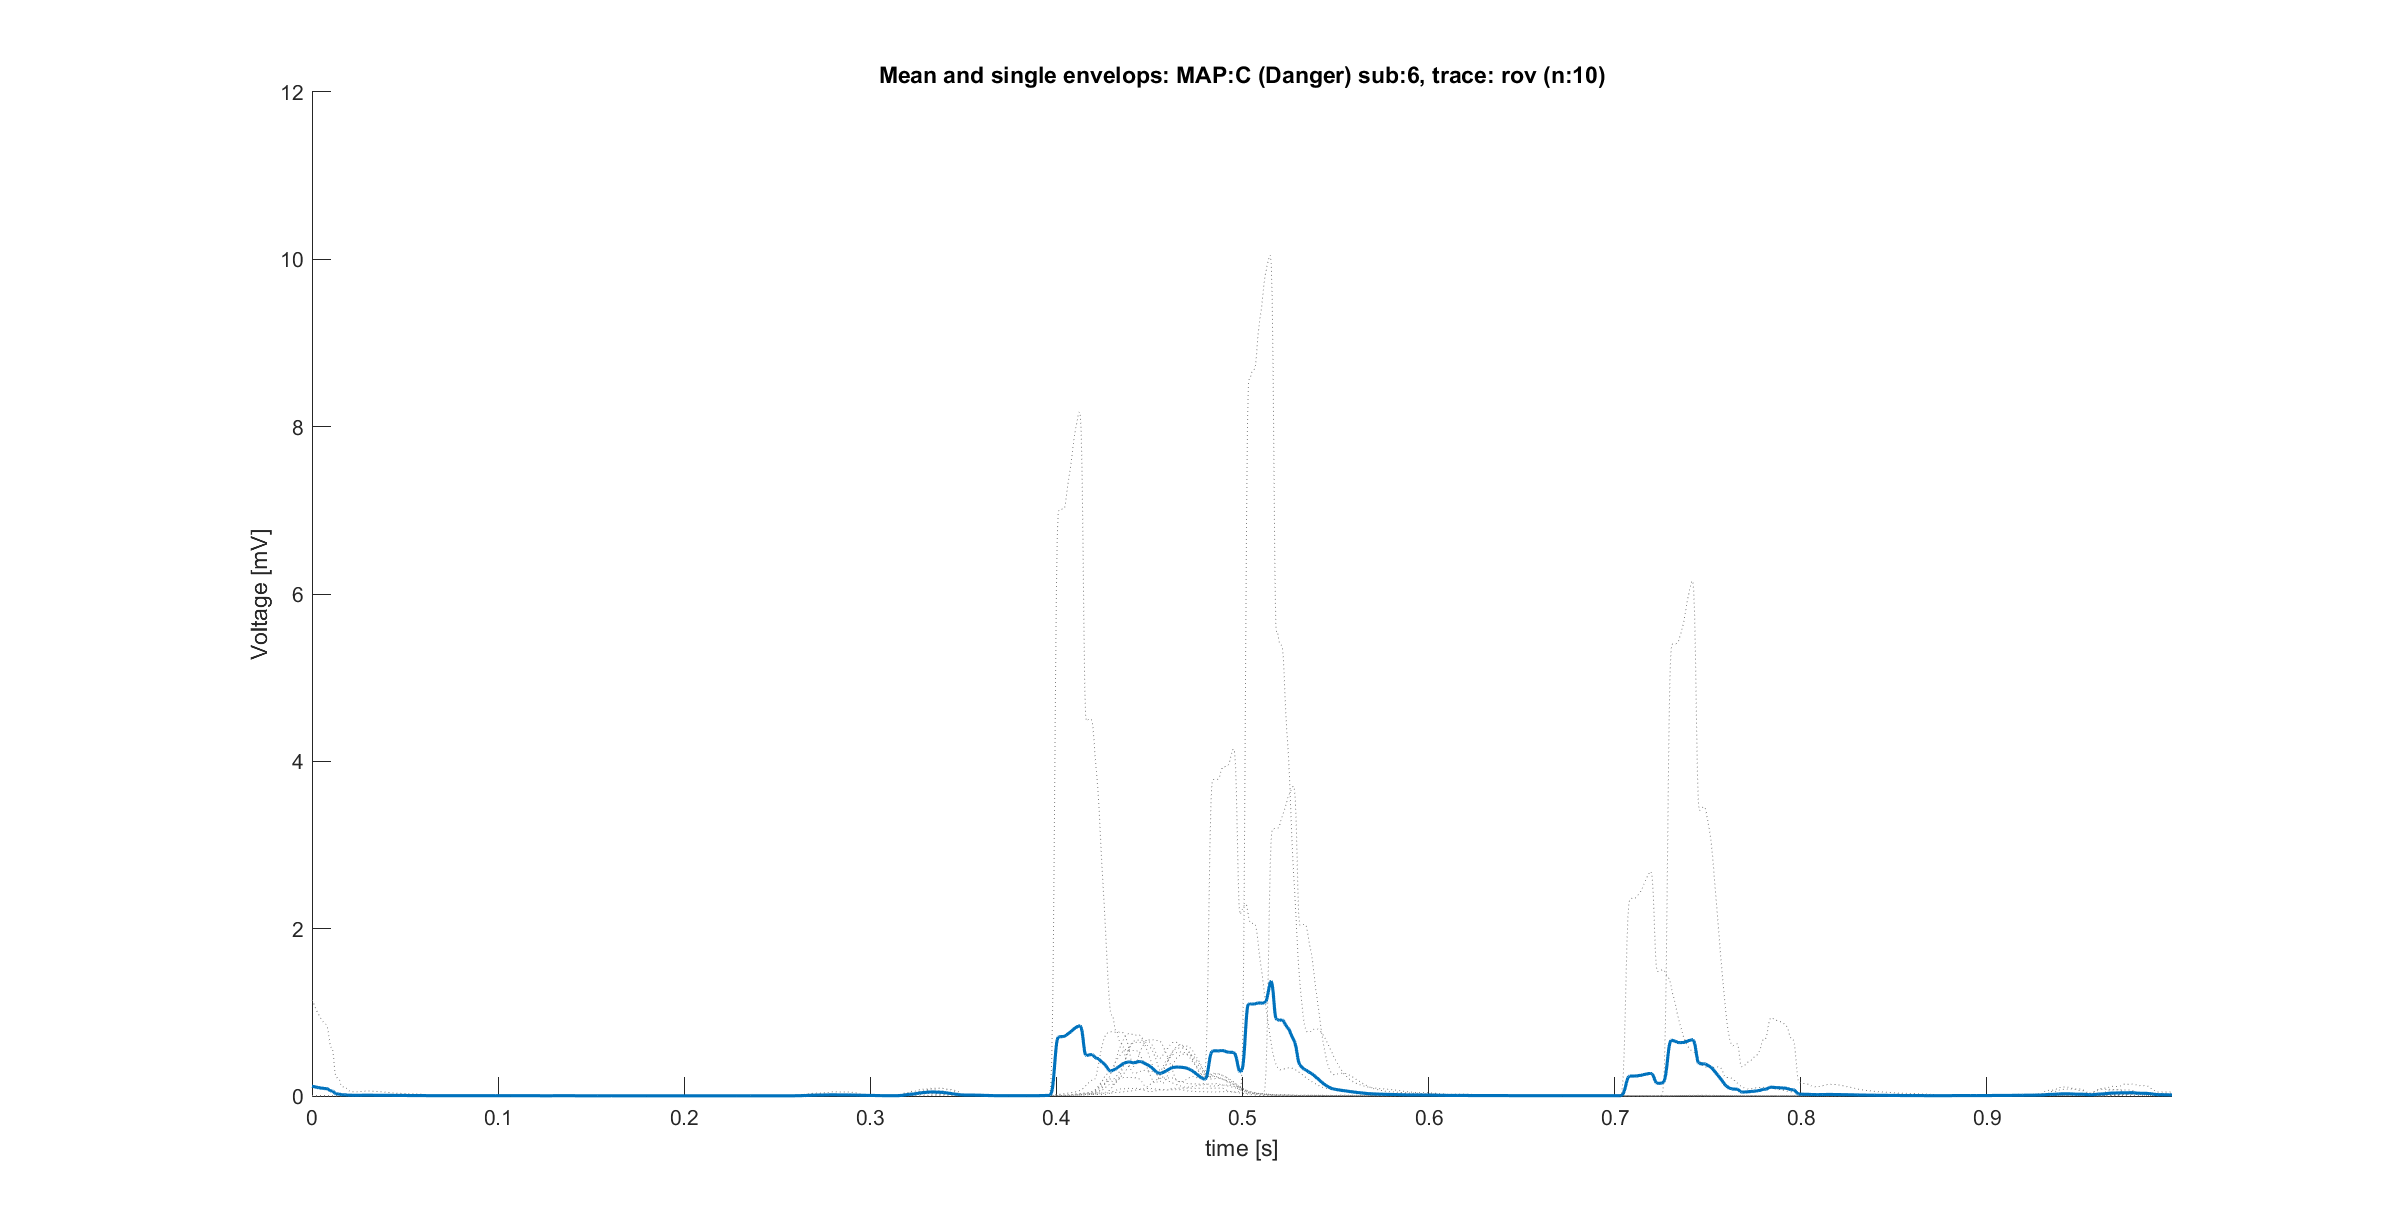 Mean and single envelops: MAP:C (Danger) sub:6, trace: rov (n:10)
12
10
8
6
4
2
0
Voltage [mV]
0 0.1 0.2 0.3 0.4 0.5 0.6 0.7 0.8 0.9
time [s]